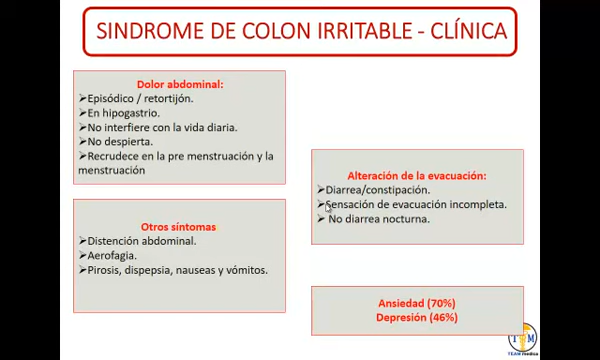 SINDROME DE COLON IRRITABLE - CLÍNICA
Dolor abdominal:
➢Episódico / retortijón.
➢En hipogastrio.
➢No interfiere con la vida diaria.
➢No despierta.
➢Recrudece en la pre menstruación y la
menstruación
Otros síntomas
➢Distención abdominal.
➢Aerofagia.
➢Pirosis, dispepsia, nauseas y vómitos.
Alteración de la evacuación:
➢Diarrea/constipación.
➢Sensación de evacuación incompleta.
➢ No diarrea nocturna.
Ansiedad (70%)
Depresión (46%)
T M
TEAM medica